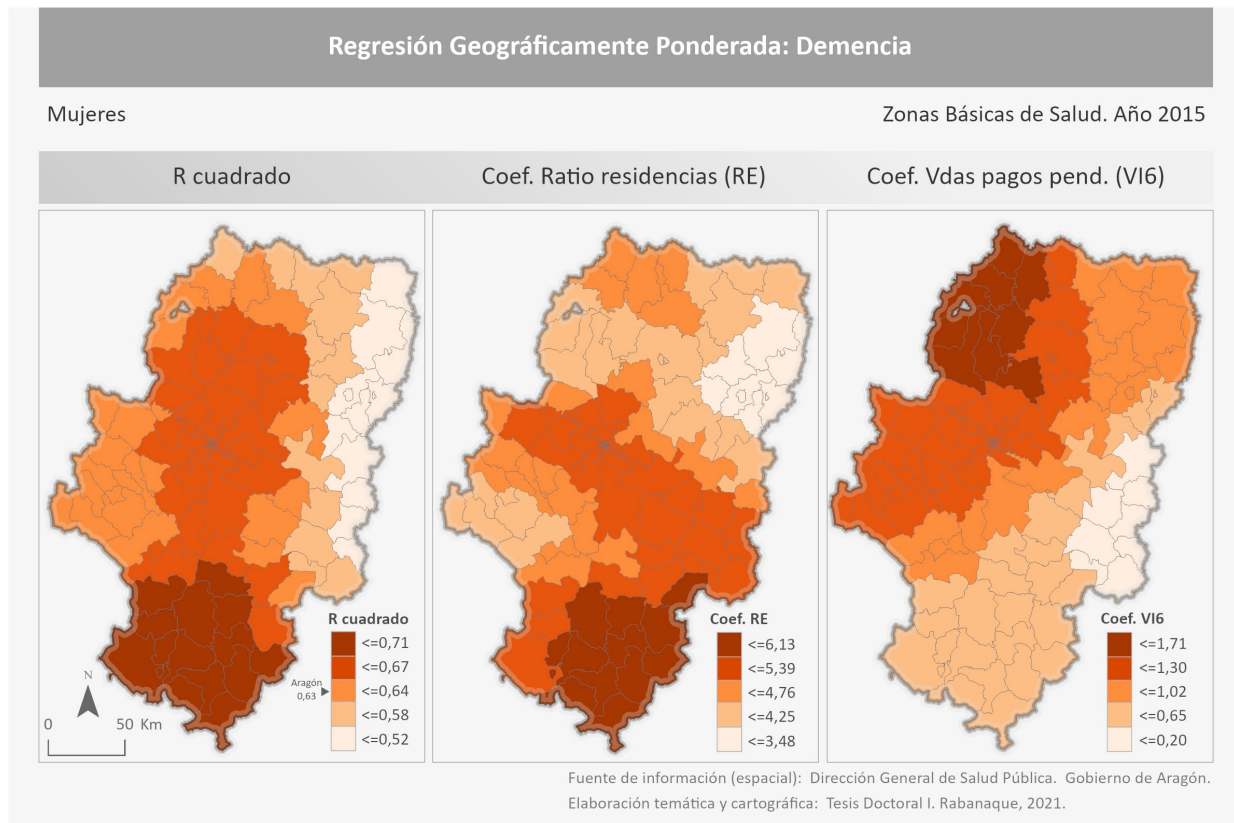 Regresión Geográficamente Ponderada: Demencia
Mujeres
Zonas Básicas de Salud. Año 2015
R cuadrado
Coef. Ratio residencias (RE)
Coef. Vdas pagos pend. (VI6)
R cuadrado
<=0,71
<=0,67
<=0,64
<=0,58
<=0,52
Aragón
0,63
N
0 50 Km
Coef. RE
<=6,13
<=5,39
<=4,76
<=4,25
<=3,48
Coef. VI6
<=1,71
<=1,30
<=1,02
<=0,65
<=0,20
Fuente de información (espacial): Dirección General de Salud Pública. Gobierno de Aragón.
Elaboración temática y cartográfica: Tesis Doctoral I. Rabanaque, 2021.